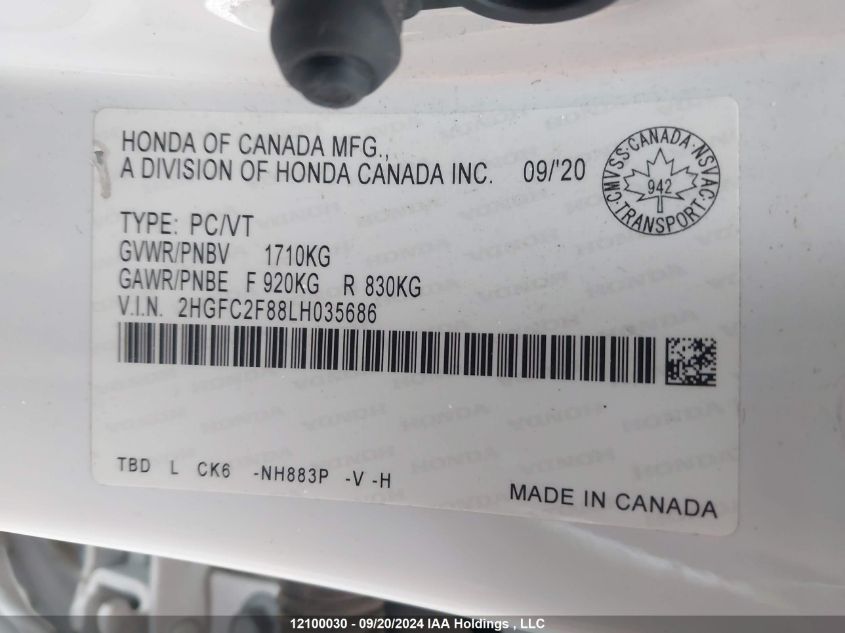 HONDA OF CANADA MFG.,
A DIVISION OF HONDA CANADA INC. 09/'20
CMVSS·CANADA·NSVAC·TRANSPORT
942
TYPE: PC/VT
GVWR/PNBV 1710KG
GAWR/PNBE F 920KG R 830KG
V.I.N. 2HGFC2F88LH035686
TBD L CK6 -NH883P -V -H
MADE IN CANADA
12100030 - 09/20/2024 IAA Holdings , LLC